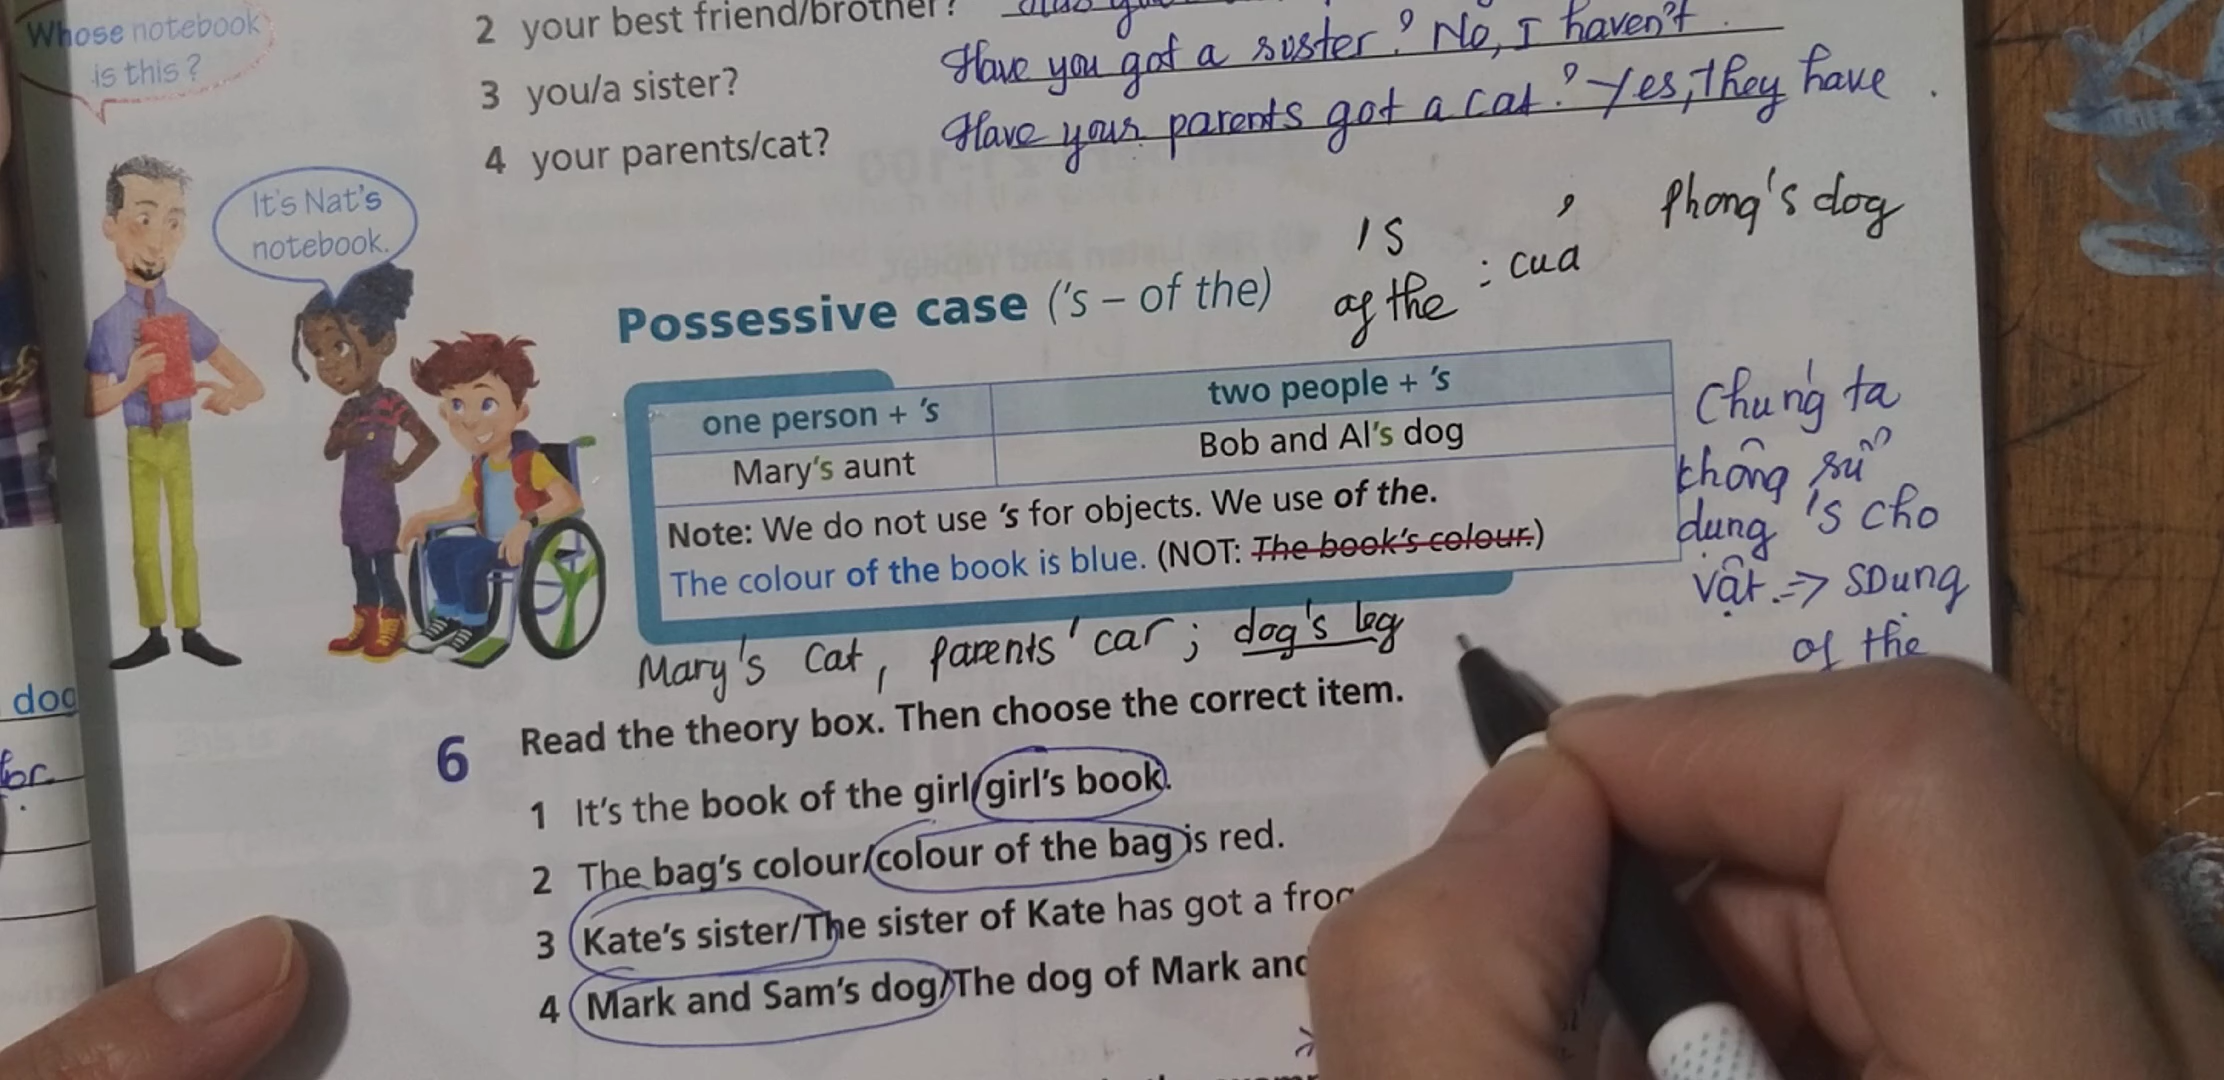 Whose notebook
is this?
2 your best friend/brother?
3 you/a sister?
Have you got a soster? No, I haven't.
4 your parents/cat?
Have your parents got a cat? Yes, they have.
It's Nat's
notebook.
's
of the : cuả
Phong's dog
Possessive case ('s – of the)
one person + 's
two people + 's
Mary's aunt
Bob and Al's dog
Note: We do not use 's for objects. We use of the.
The colour of the book is blue. (NOT: The book's colour.)
Chúng ta
không sử
dụng 's cho
vật => SDụng
of the
Mary's cat, parents' car; dog's leg
dog
for
6 Read the theory box. Then choose the correct item.
1 It's the book of the girl/girl's book.
2 The bag's colour/colour of the bag is red.
3 Kate's sister/The sister of Kate has got a frog
4 Mark and Sam's dog/The dog of Mark and